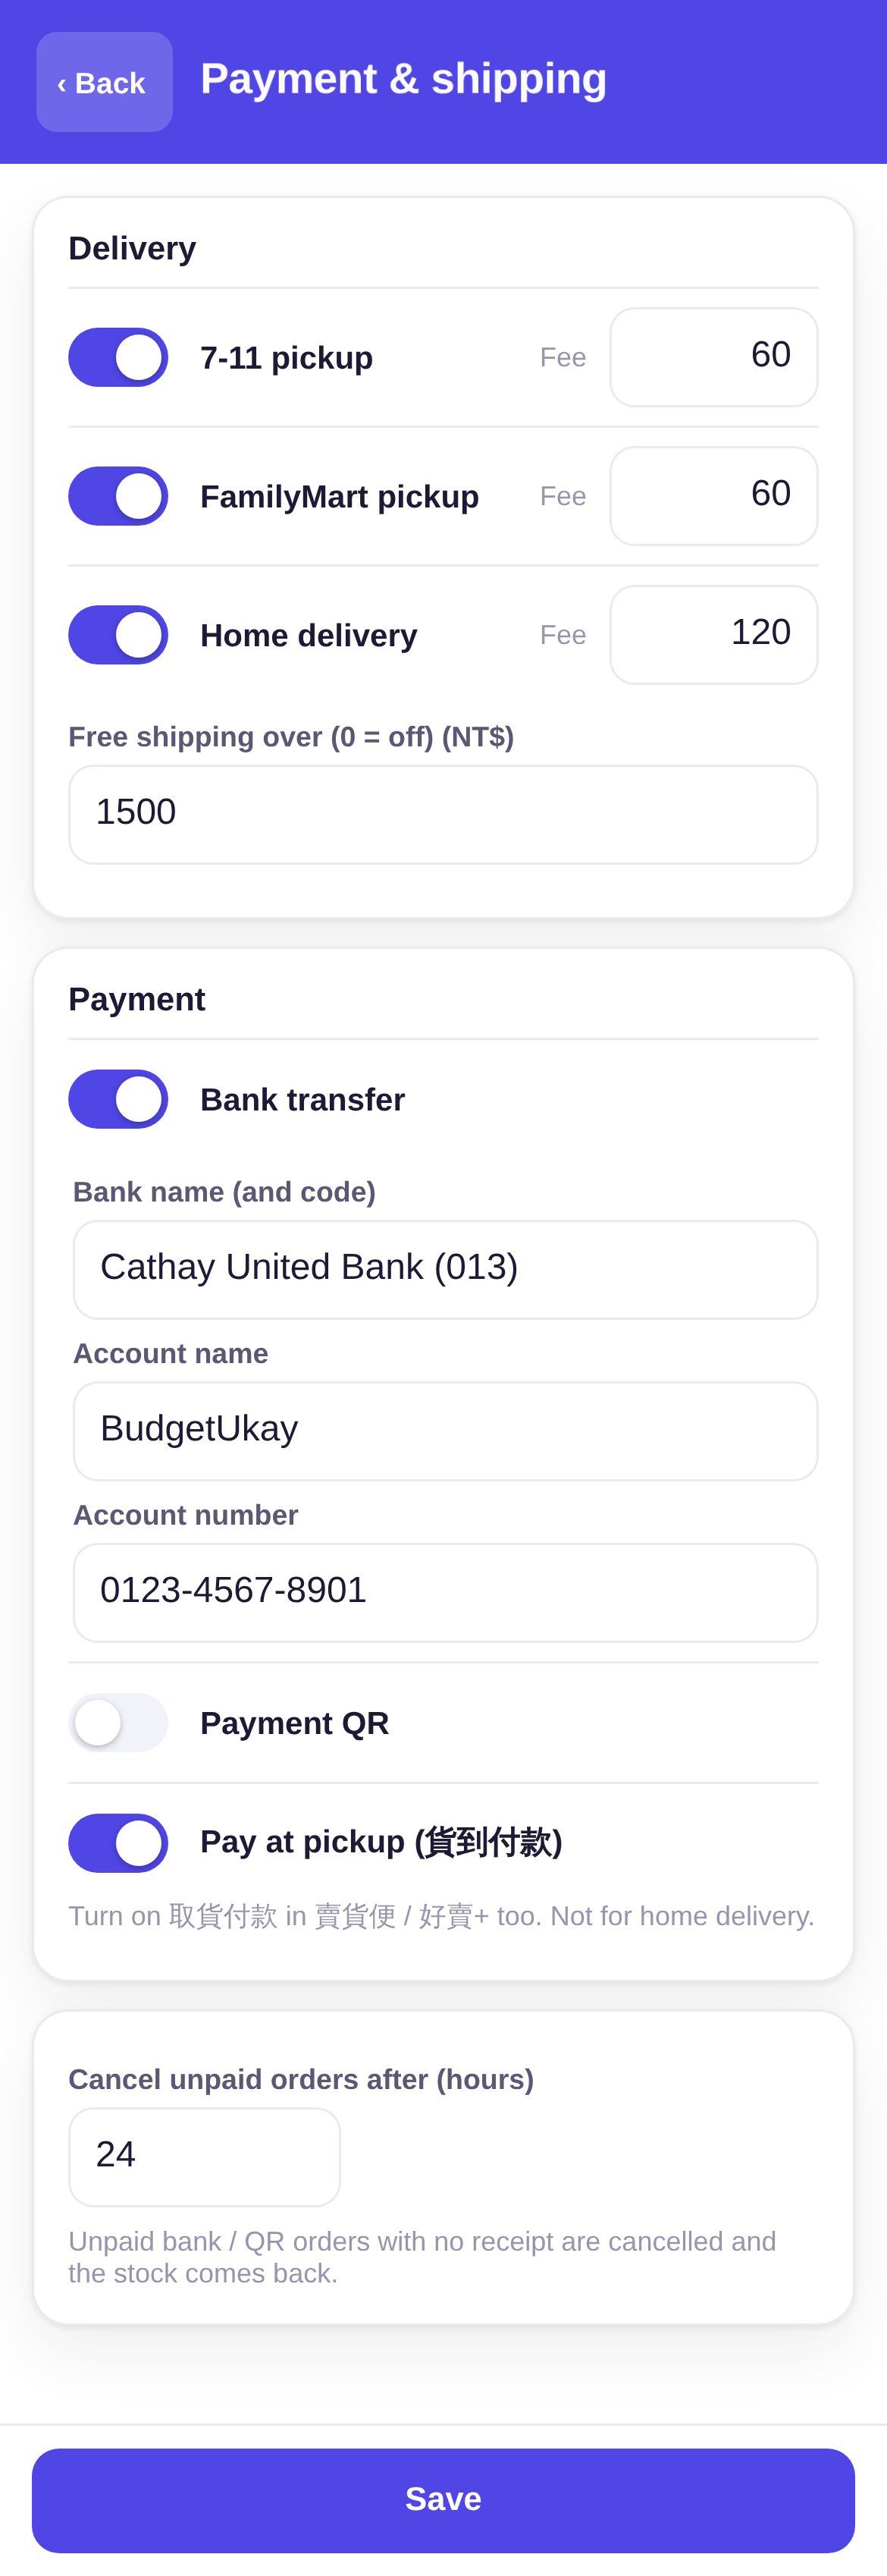 ‹ Back
Payment & shipping
Delivery
7-11 pickup
Fee
60
FamilyMart pickup
Fee
60
Home delivery
Fee
120
Free shipping over (0 = off) (NT$)
1500
Payment
Bank transfer
Bank name (and code)
Cathay United Bank (013)
Account name
BudgetUkay
Account number
0123-4567-8901
Payment QR
Pay at pickup (貨到付款)
Turn on 取貨付款 in 賣貨便 / 好賣+ too. Not for home delivery.
Cancel unpaid orders after (hours)
24
Unpaid bank / QR orders with no receipt are cancelled and
the stock comes back.
Save